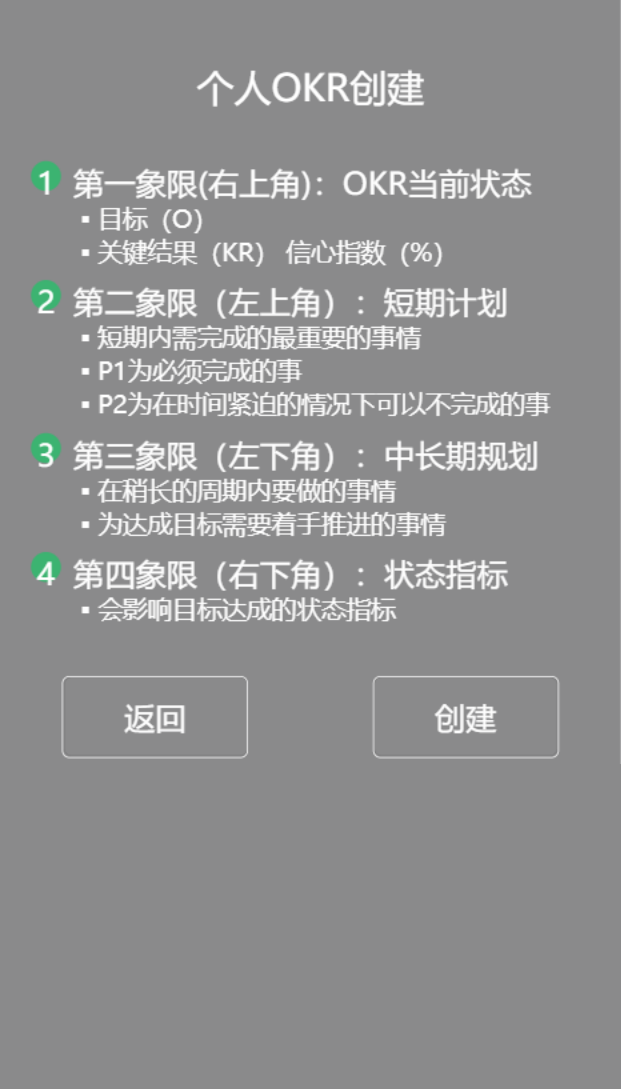 个人OKR创建
1 第一象限(右上角)：OKR当前状态
▪ 目标（O）
▪ 关键结果（KR） 信心指数（%）
2 第二象限（左上角）：短期计划
▪ 短期内需完成的最重要的事情
▪ P1为必须完成的事
▪ P2为在时间紧迫的情况下可以不完成的事
3 第三象限（左下角）：中长期规划
▪ 在稍长的周期内要做的事情
▪ 为达成目标需要着手推进的事情
4 第四象限（右下角）：状态指标
▪ 会影响目标达成的状态指标
返回 创建